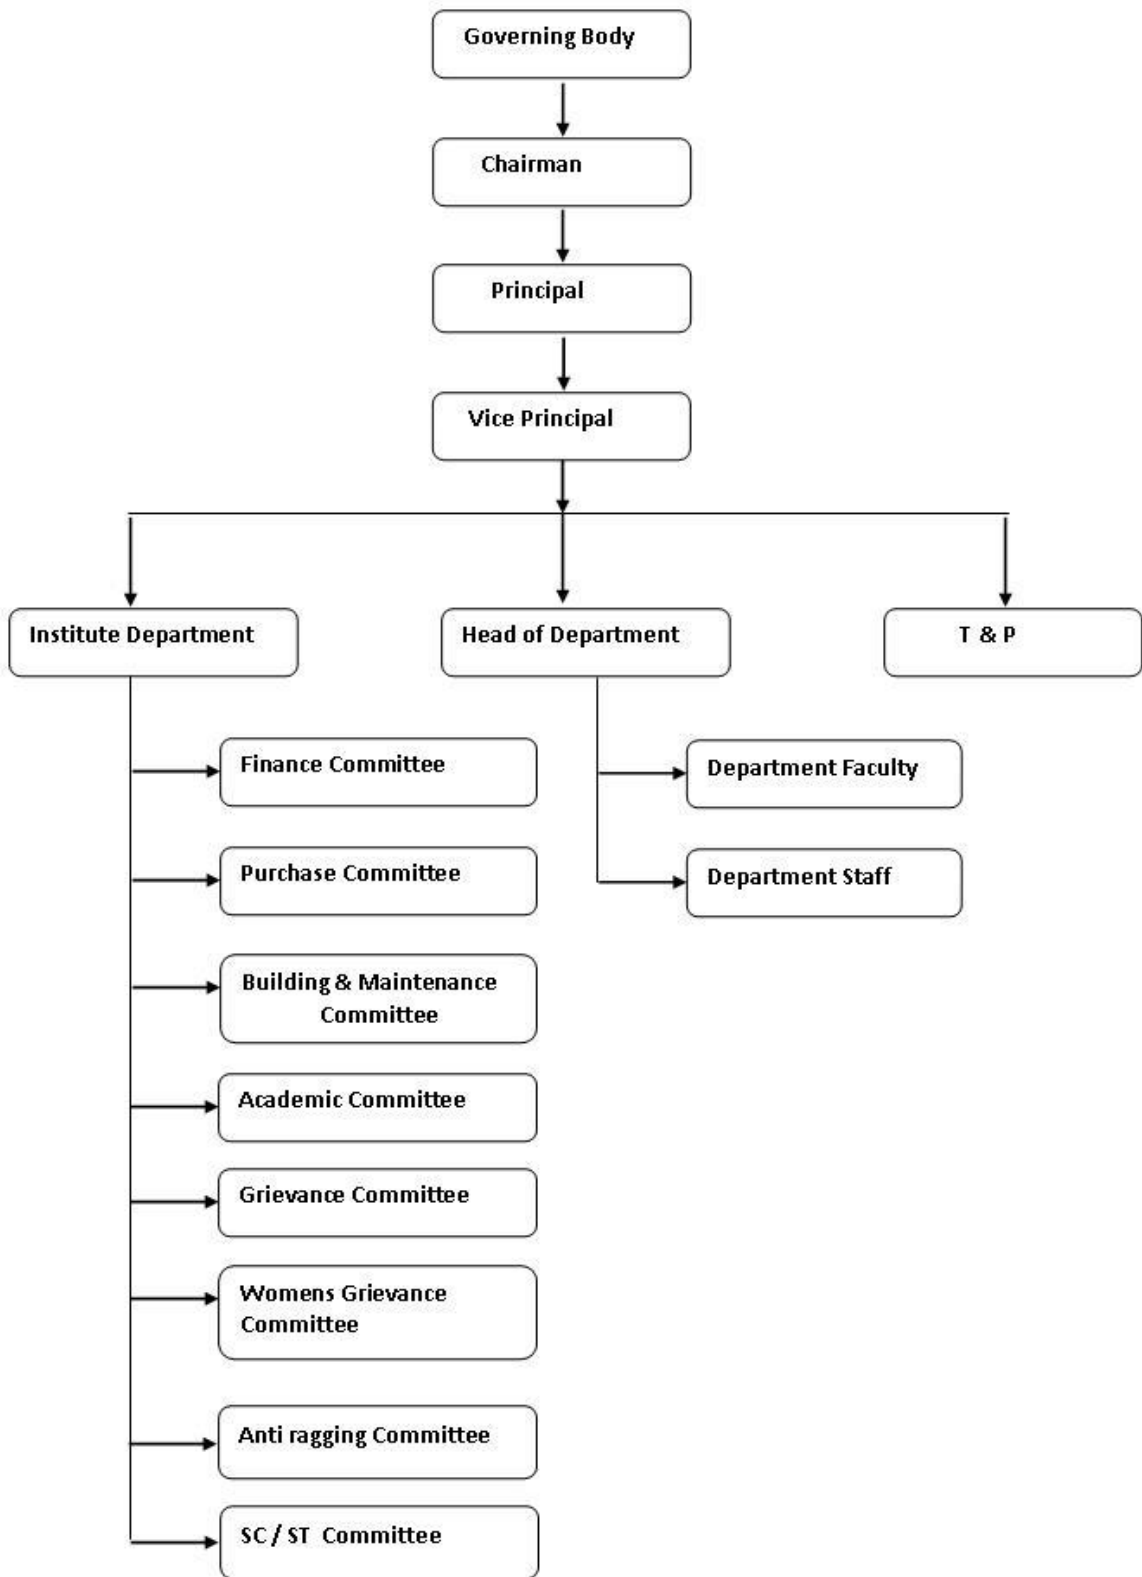 Governing Body
Chairman
Principal
Vice Principal
Institute Department
Head of Department
T & P
Finance Committee
Department Faculty
Purchase Committee
Department Staff
Building & Maintenance
Committee
Academic Committee
Grievance Committee
Womens Grievance
Committee
Anti ragging Committee
SC / ST Committee